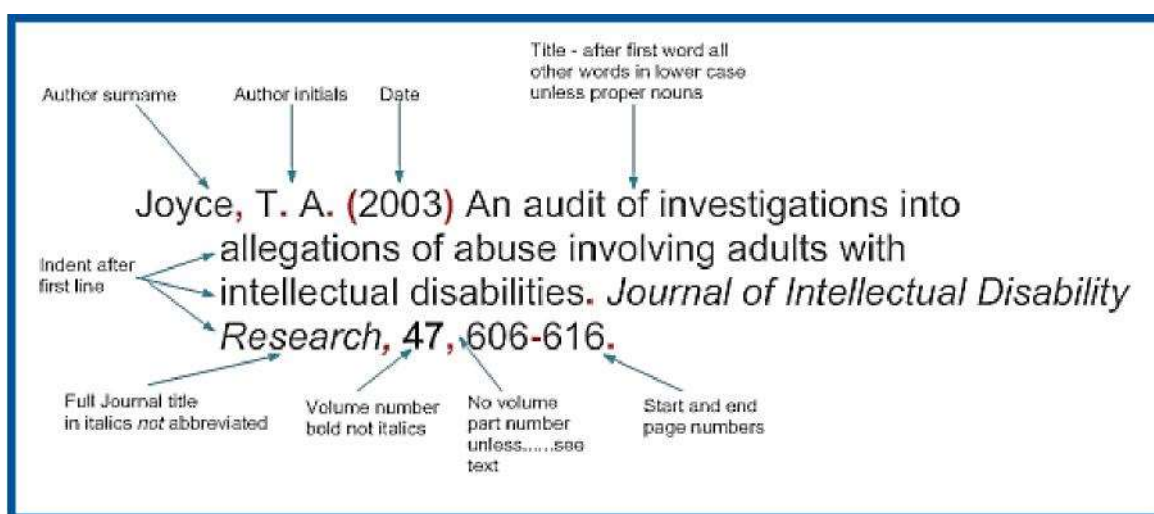 Title - after first word all
other words in lower case
unless proper nouns
Author surname
Author initials
Date
Joyce, T. A. (2003) An audit of investigations into
allegations of abuse involving adults with
intellectual disabilities. Journal of Intellectual Disability
Research, 47, 606-616.
Indent after
first line
Full Journal title
in italics not abbreviated
Volume number
bold not italics
No volume
part number
unless......see
text
Start and end
page numbers